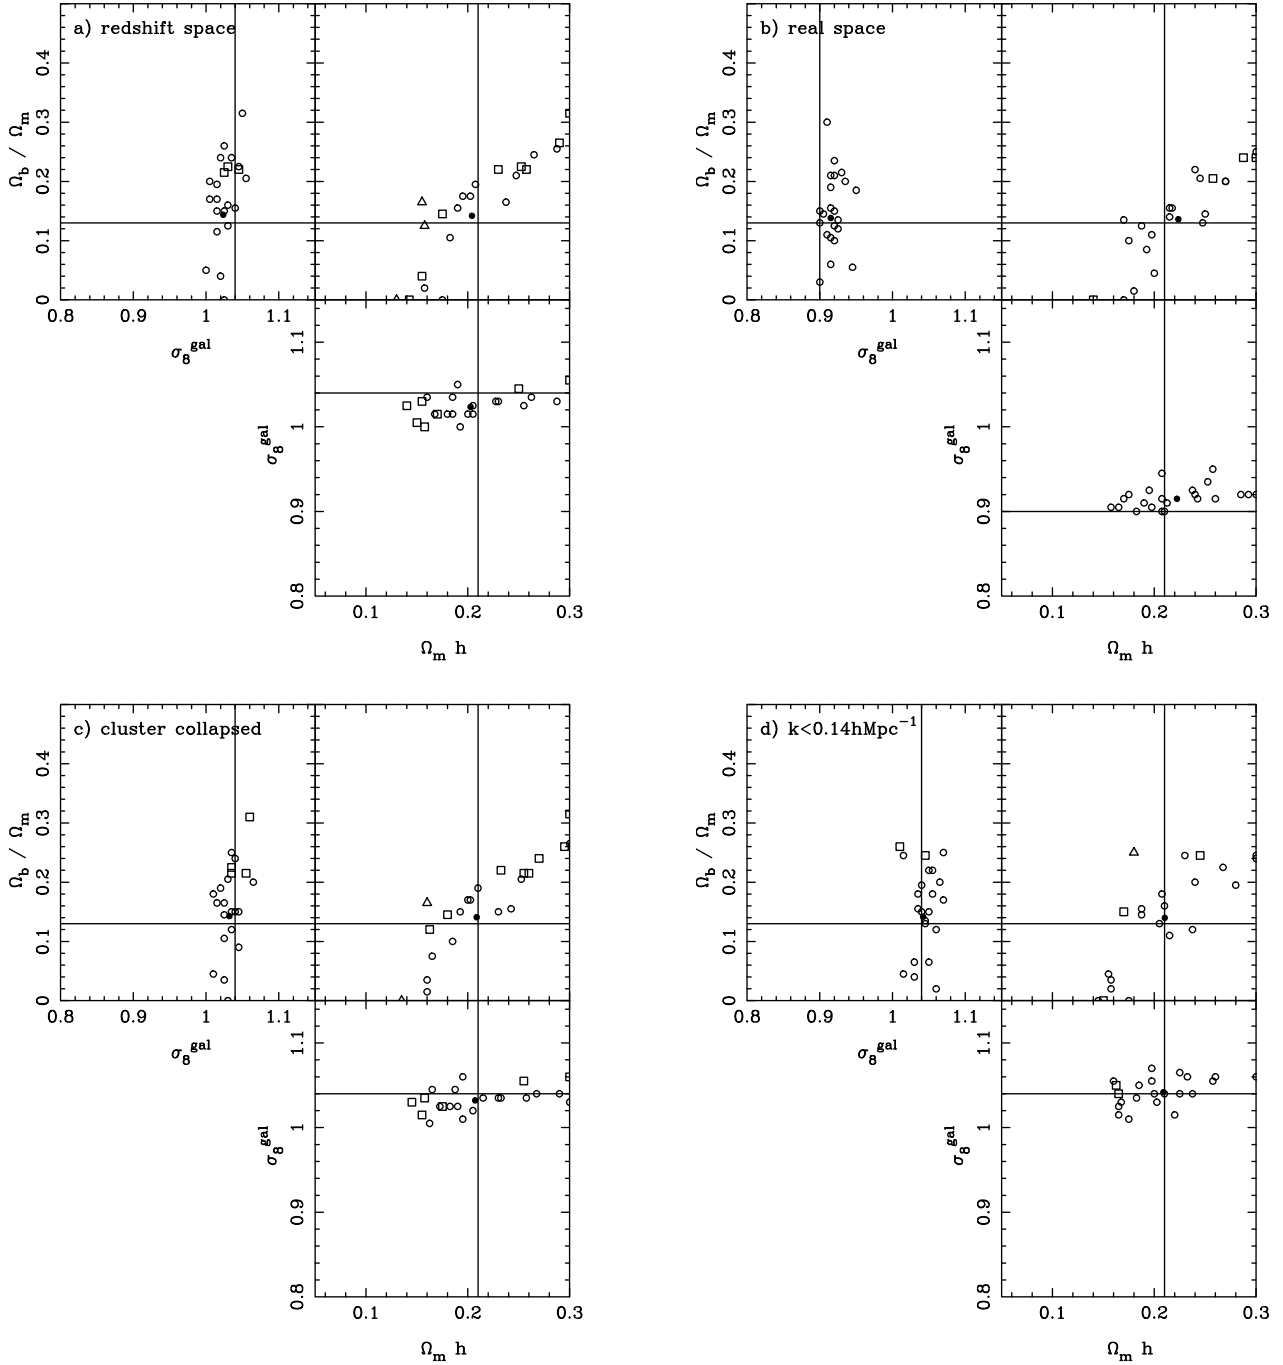 a) redshift space
Ω_b / Ω_m
0 0.1 0.2 0.3 0.4
0.8 0.9 1 1.1
σ_8^gal
σ_8^gal
0.8 0.9 1 1.1
0.1 0.2 0.3
Ω_m h
b) real space
Ω_b / Ω_m
0 0.1 0.2 0.3 0.4
0.8 0.9 1 1.1
σ_8^gal
σ_8^gal
0.8 0.9 1 1.1
0.1 0.2 0.3
Ω_m h
c) cluster collapsed
Ω_b / Ω_m
0 0.1 0.2 0.3 0.4
0.8 0.9 1 1.1
σ_8^gal
σ_8^gal
0.8 0.9 1 1.1
0.1 0.2 0.3
Ω_m h
d) k<0.14hMpc^-1
Ω_b / Ω_m
0 0.1 0.2 0.3 0.4
0.8 0.9 1 1.1
σ_8^gal
σ_8^gal
0.8 0.9 1 1.1
0.1 0.2 0.3
Ω_m h